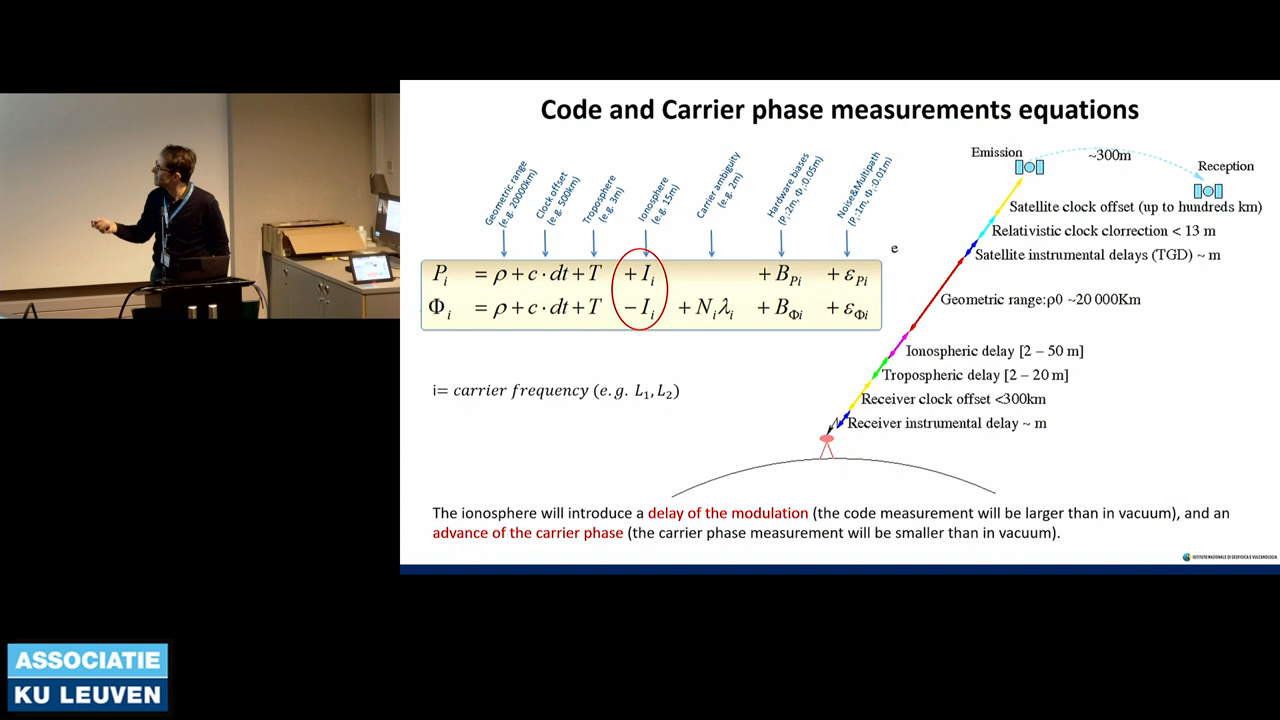 Code and Carrier phase measurements equations
Geometric range
(e.g. 20000km)
Clock offset
(e.g. 500km)
Troposphere
(e.g. 3m)
Ionosphere
(e.g. 15m)
Carrier ambiguity
(e.g. 2m)
Hardware biases
(P:2m, Φ:0.05m)
Noise&Multipath
(P:1m, Φ:0.01m)
P_i = ρ + c · dt + T + I_i + B_Pi + ε_Pi
Φ_i = ρ + c · dt + T − I_i + N_i λ_i + B_Φi + ε_Φi
e
i= carrier frequency (e.g. L₁, L₂)
Emission
~300m
Reception
Satellite clock offset (up to hundreds km)
Relativistic clock clorrection < 13 m
Satellite instrumental delays (TGD) ~ m
Geometric range:ρ0 ~20 000Km
Ionospheric delay [2 – 50 m]
Tropospheric delay [2 – 20 m]
Receiver clock offset <300km
Receiver instrumental delay ~ m
The ionosphere will introduce a delay of the modulation (the code measurement will be larger than in vacuum), and an
advance of the carrier phase (the carrier phase measurement will be smaller than in vacuum).
ISTITUTO NAZIONALE DI GEOFISICA E VULCANOLOGIA
ASSOCIATIE
KU LEUVEN